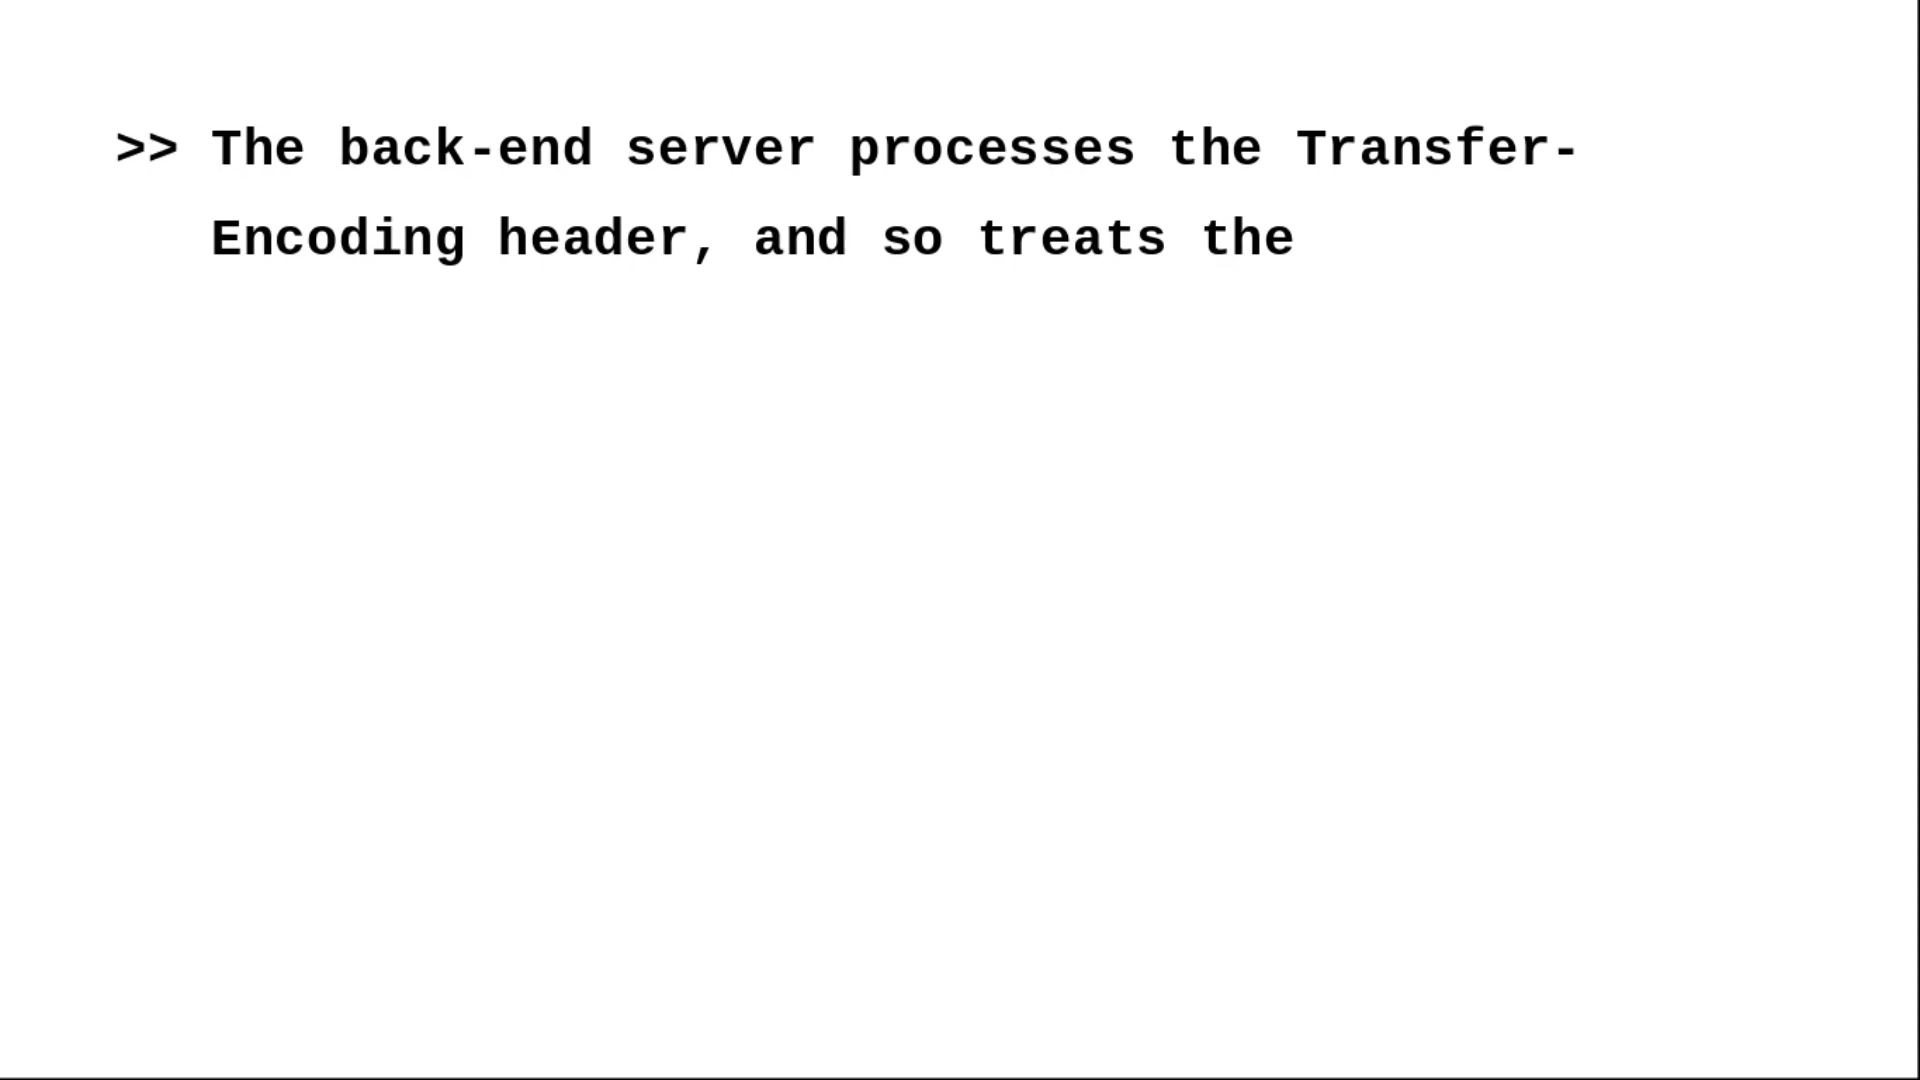 >> The back-end server processes the Transfer-
Encoding header, and so treats the